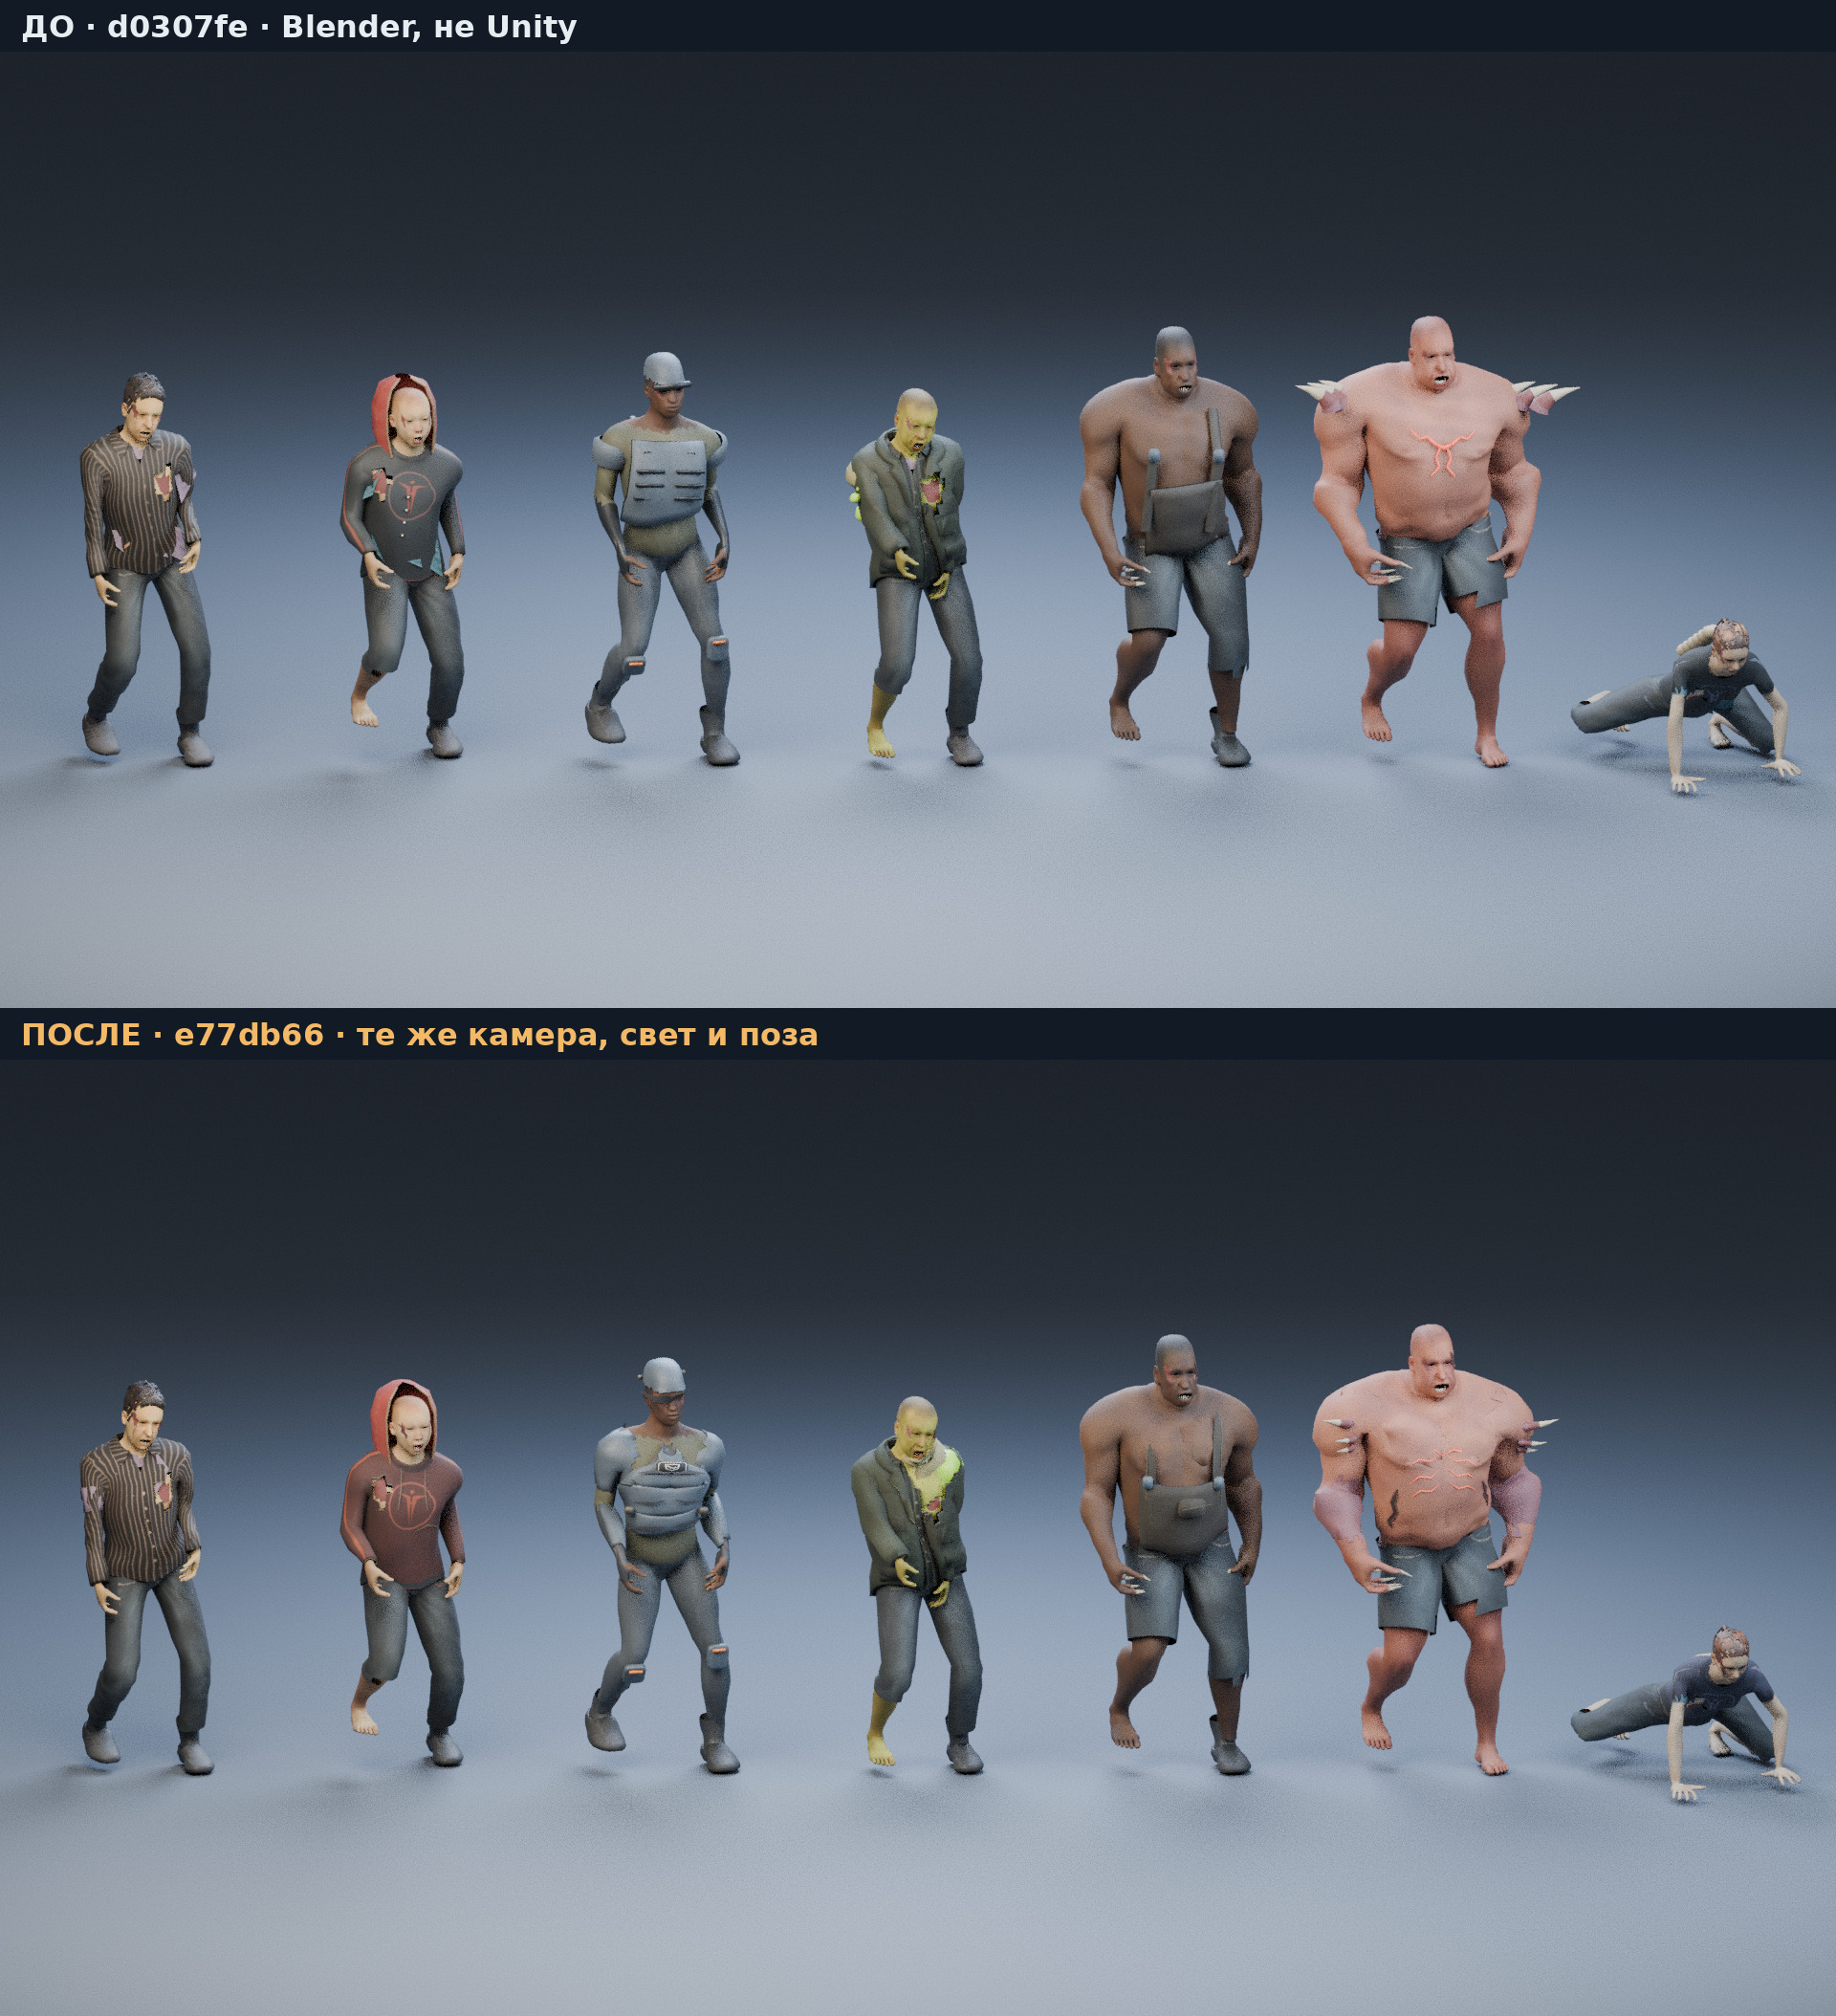 ДО · d0307fe · Blender, не Unity
ПОСЛЕ · e77db66 · те же камера, свет и поза